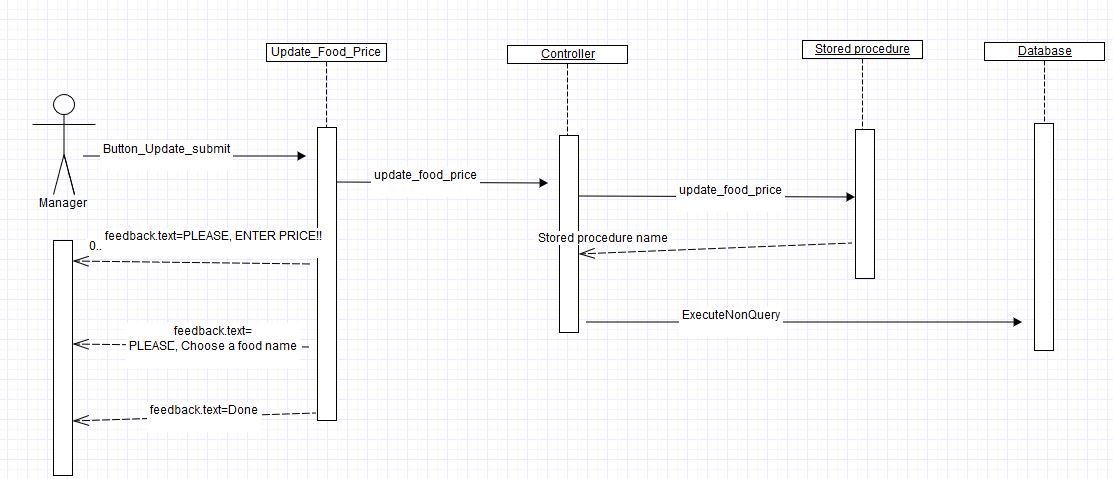 Update_Food_Price
Controller
Stored procedure
Database
Manager
Button_Update_submit
update_food_price
update_food_price
feedback.text=PLEASE, ENTER PRICE!!
0..
Stored procedure name
ExecuteNonQuery
feedback.text=
PLEASE, Choose a food name
feedback.text=Done